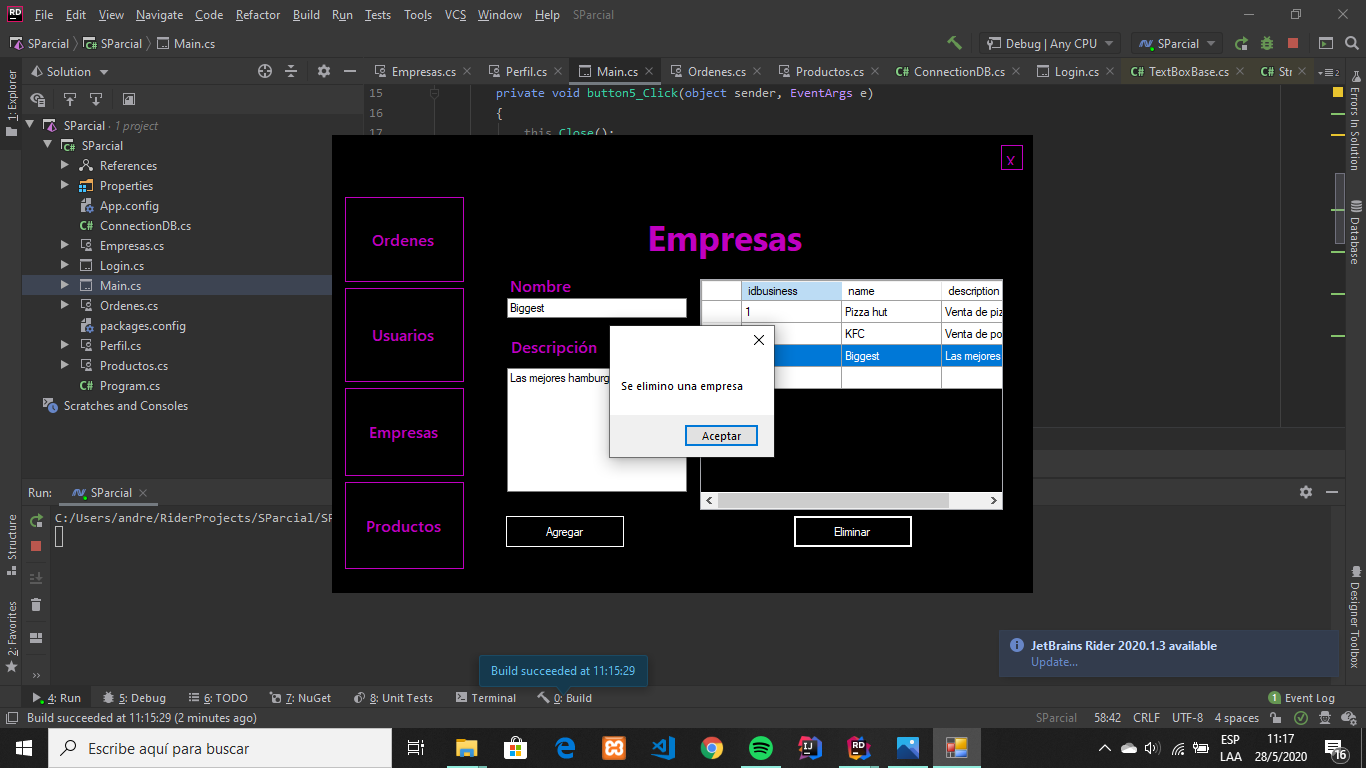 File Edit View Navigate Code Refactor Build Run Tests Tools VCS Window Help SParcial
SParcial SParcial Main.cs Debug | Any CPU SParcial
1: Explorer
Solution
Empresas.cs Perfil.cs Main.cs Ordenes.cs Productos.cs ConnectionDB.cs Login.cs TextBoxBase.cs
SParcial · 1 project
SParcial
References
Properties
App.config
ConnectionDB.cs
Empresas.cs
Login.cs
Main.cs
Ordenes.cs
packages.config
Perfil.cs
Productos.cs
Program.cs
Scratches and Consoles
15 private void button5_Click(object sender, EventArgs e)
16 {
17 this.Close();
X
Ordenes
Usuarios
Empresas
Productos
Empresas
Nombre
Biggest
Descripción
Las mejores hamburg
Agregar
idbusiness name description
1 Pizza hut Venta de piz
KFC Venta de po
Biggest Las mejores
Eliminar
Se elimino una empresa
Aceptar
Errors In Solution
Database
Designer Toolbox
Run: SParcial
C:/Users/andre/RiderProjects/SParcial/SP
Structure
2: Favorites
JetBrains Rider 2020.1.3 available
Update...
Build succeeded at 11:15:29
4: Run 5: Debug 6: TODO 7: NuGet 8: Unit Tests Terminal 0: Build 1 Event Log
Build succeeded at 11:15:29 (2 minutes ago) SParcial 58:42 CRLF UTF-8 4 spaces
Escribe aquí para buscar
ESP
LAA
11:17
28/5/2020
16